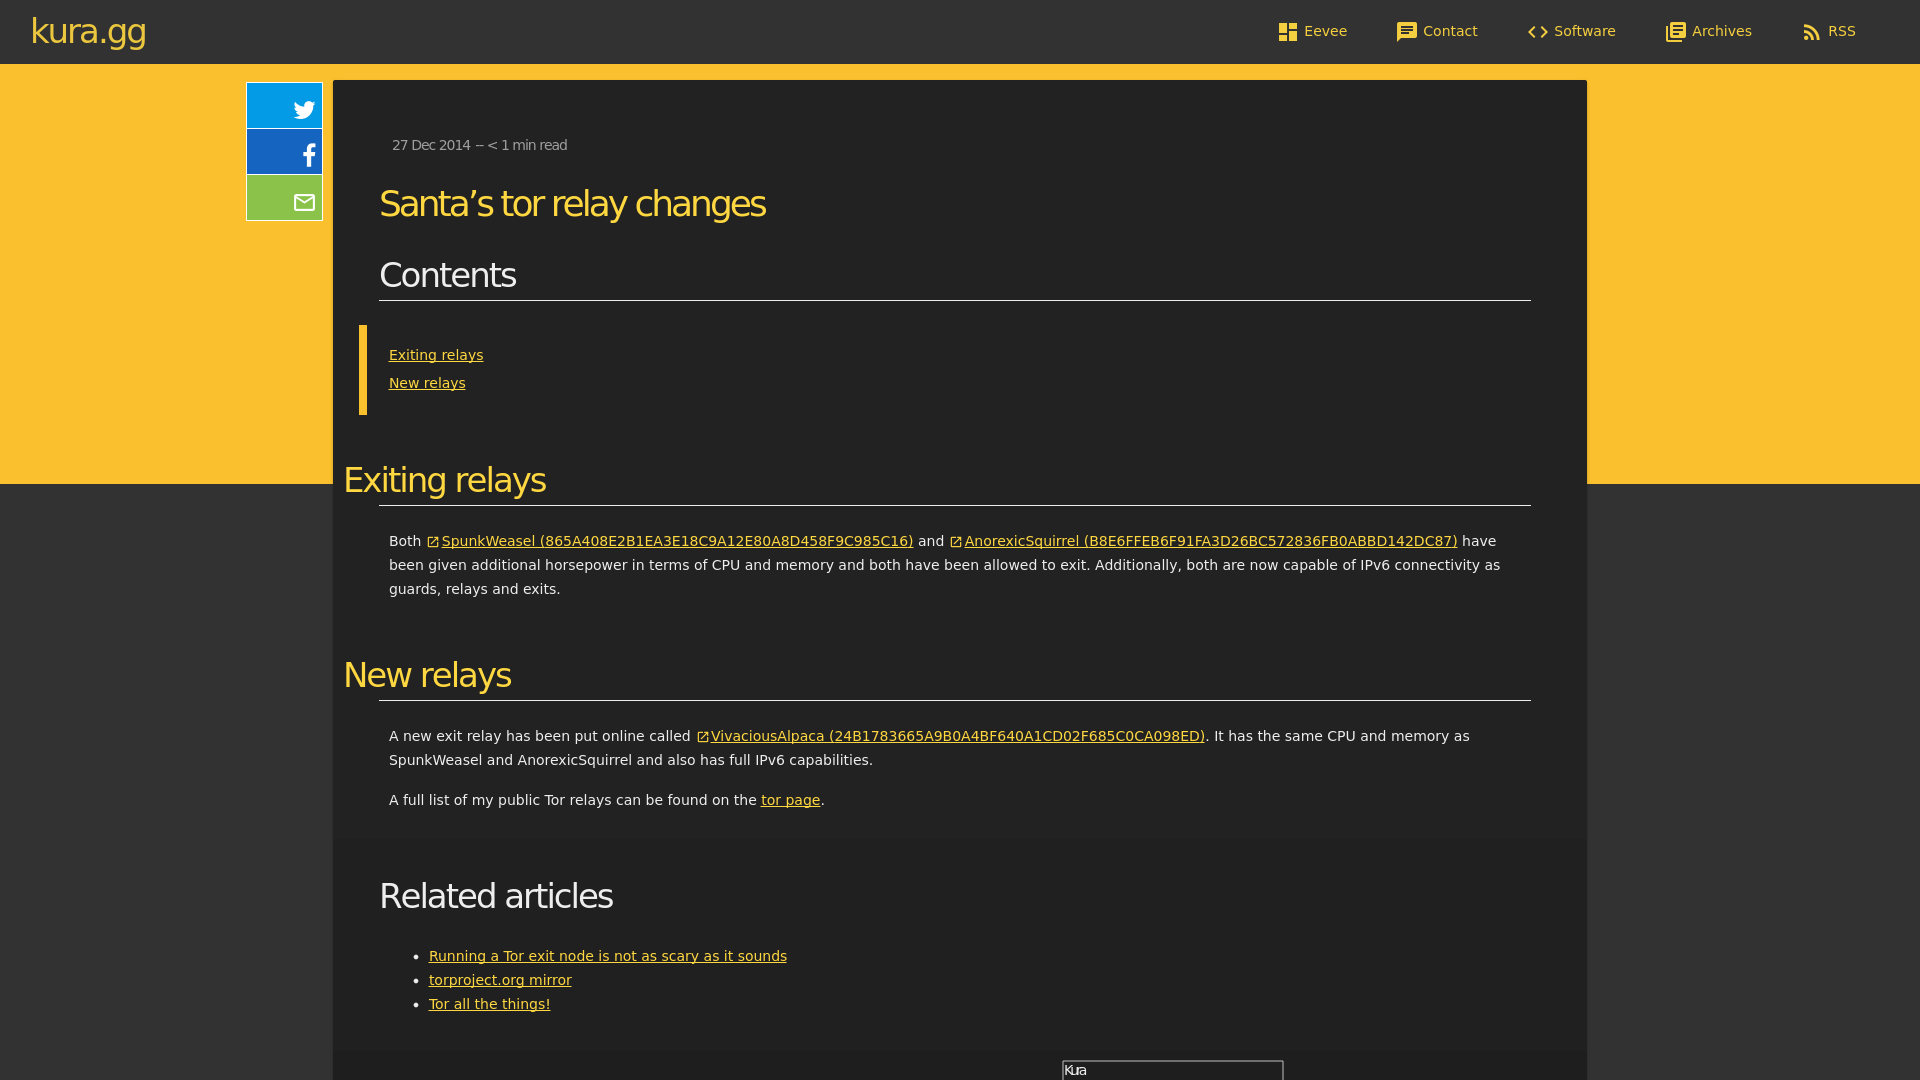 kura.gg
Eevee
Contact
Software
Archives
RSS
27 Dec 2014 -- < 1 min read
Santa’s tor relay changes
Contents
Exiting relays
New relays
Exiting relays
Both SpunkWeasel (865A408E2B1EA3E18C9A12E80A8D458F9C985C16) and AnorexicSquirrel (B8E6FFEB6F91FA3D26BC572836FB0ABBD142DC87) have
been given additional horsepower in terms of CPU and memory and both have been allowed to exit. Additionally, both are now capable of IPv6 connectivity as
guards, relays and exits.
New relays
A new exit relay has been put online called VivaciousAlpaca (24B1783665A9B0A4BF640A1CD02F685C0CA098ED). It has the same CPU and memory as
SpunkWeasel and AnorexicSquirrel and also has full IPv6 capabilities.
A full list of my public Tor relays can be found on the tor page.
Related articles
Running a Tor exit node is not as scary as it sounds
torproject.org mirror
Tor all the things!
Kura